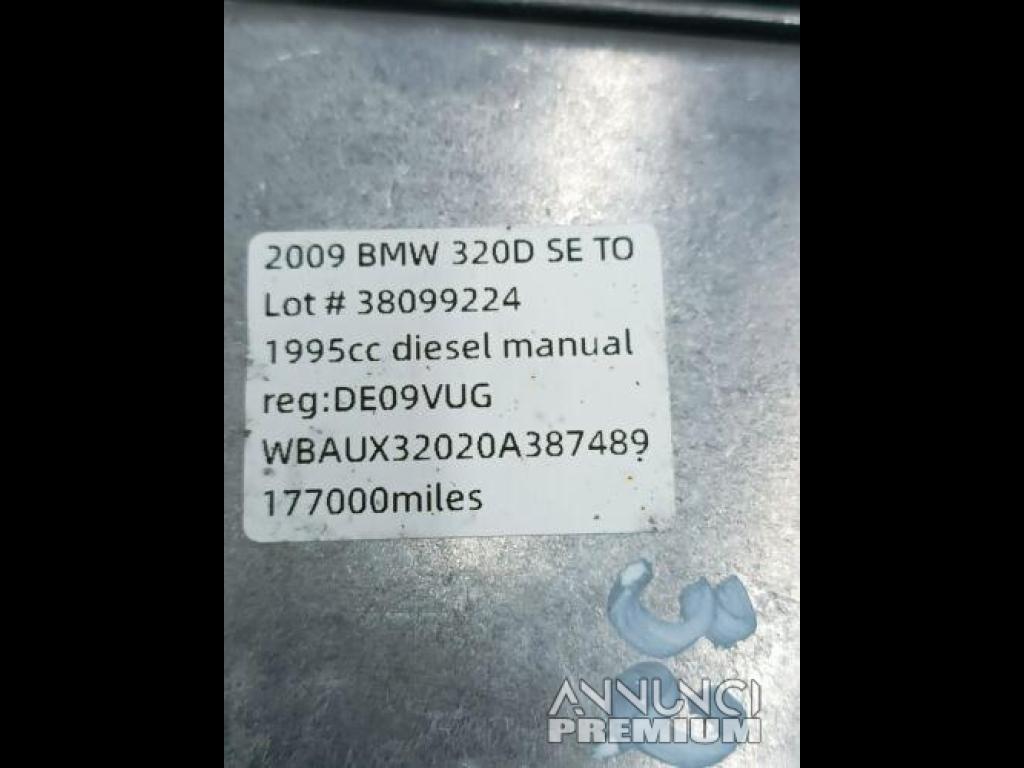 2009 BMW 320D SE TO
Lot # 38099224
1995cc diesel manual
reg:DE09VUG
WBAUX32020A387489
177000miles
ANNUNCI
PREMIUM